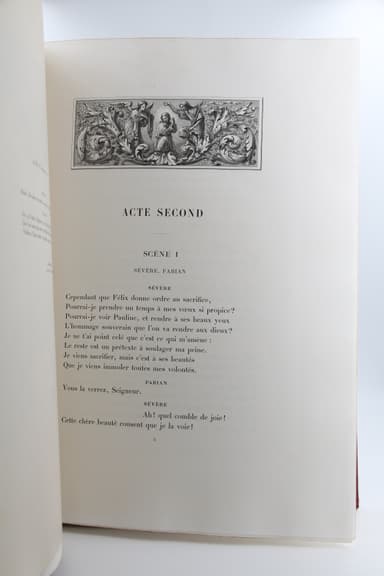 ACTE SECOND
SCÈNE I
SÉVÈRE, FABIAN
SÉVÈRE
Cependant que Félix donne ordre au sacrifice,
Pourrai-je prendre un temps à mes vœux si propice?
Pourrai-je voir Pauline, et rendre à ses beaux yeux
L'hommage souverain que l'on va rendre aux dieux?
Je ne t'ai point celé que c'est ce qui m'amène:
Le reste est un prétexte à soulager ma peine.
Je viens sacrifier, mais c'est à ses beautés
Que je viens immoler toutes mes volontés.
FABIAN
Vous la verrez, Seigneur.
SÉVÈRE
Ah! quel comble de joie!
Cette chère beauté consent que je la voie!